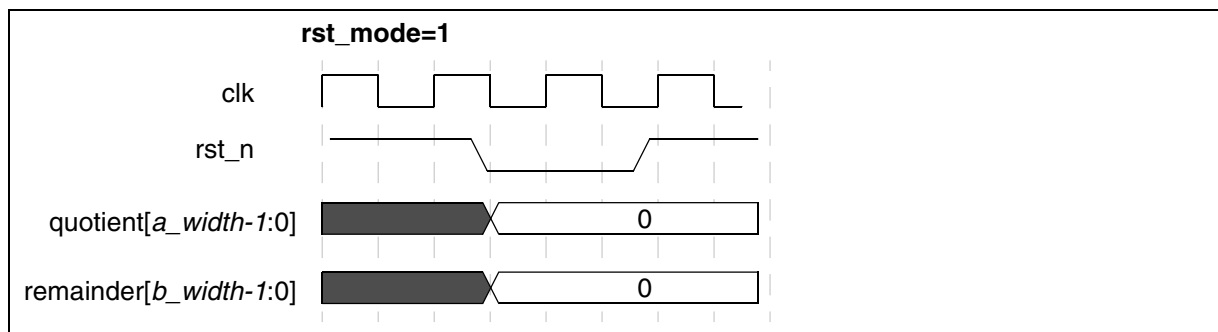 rst_mode=1
clk
rst_n
quotient[a_width-1:0]
0
remainder[b_width-1:0]
0